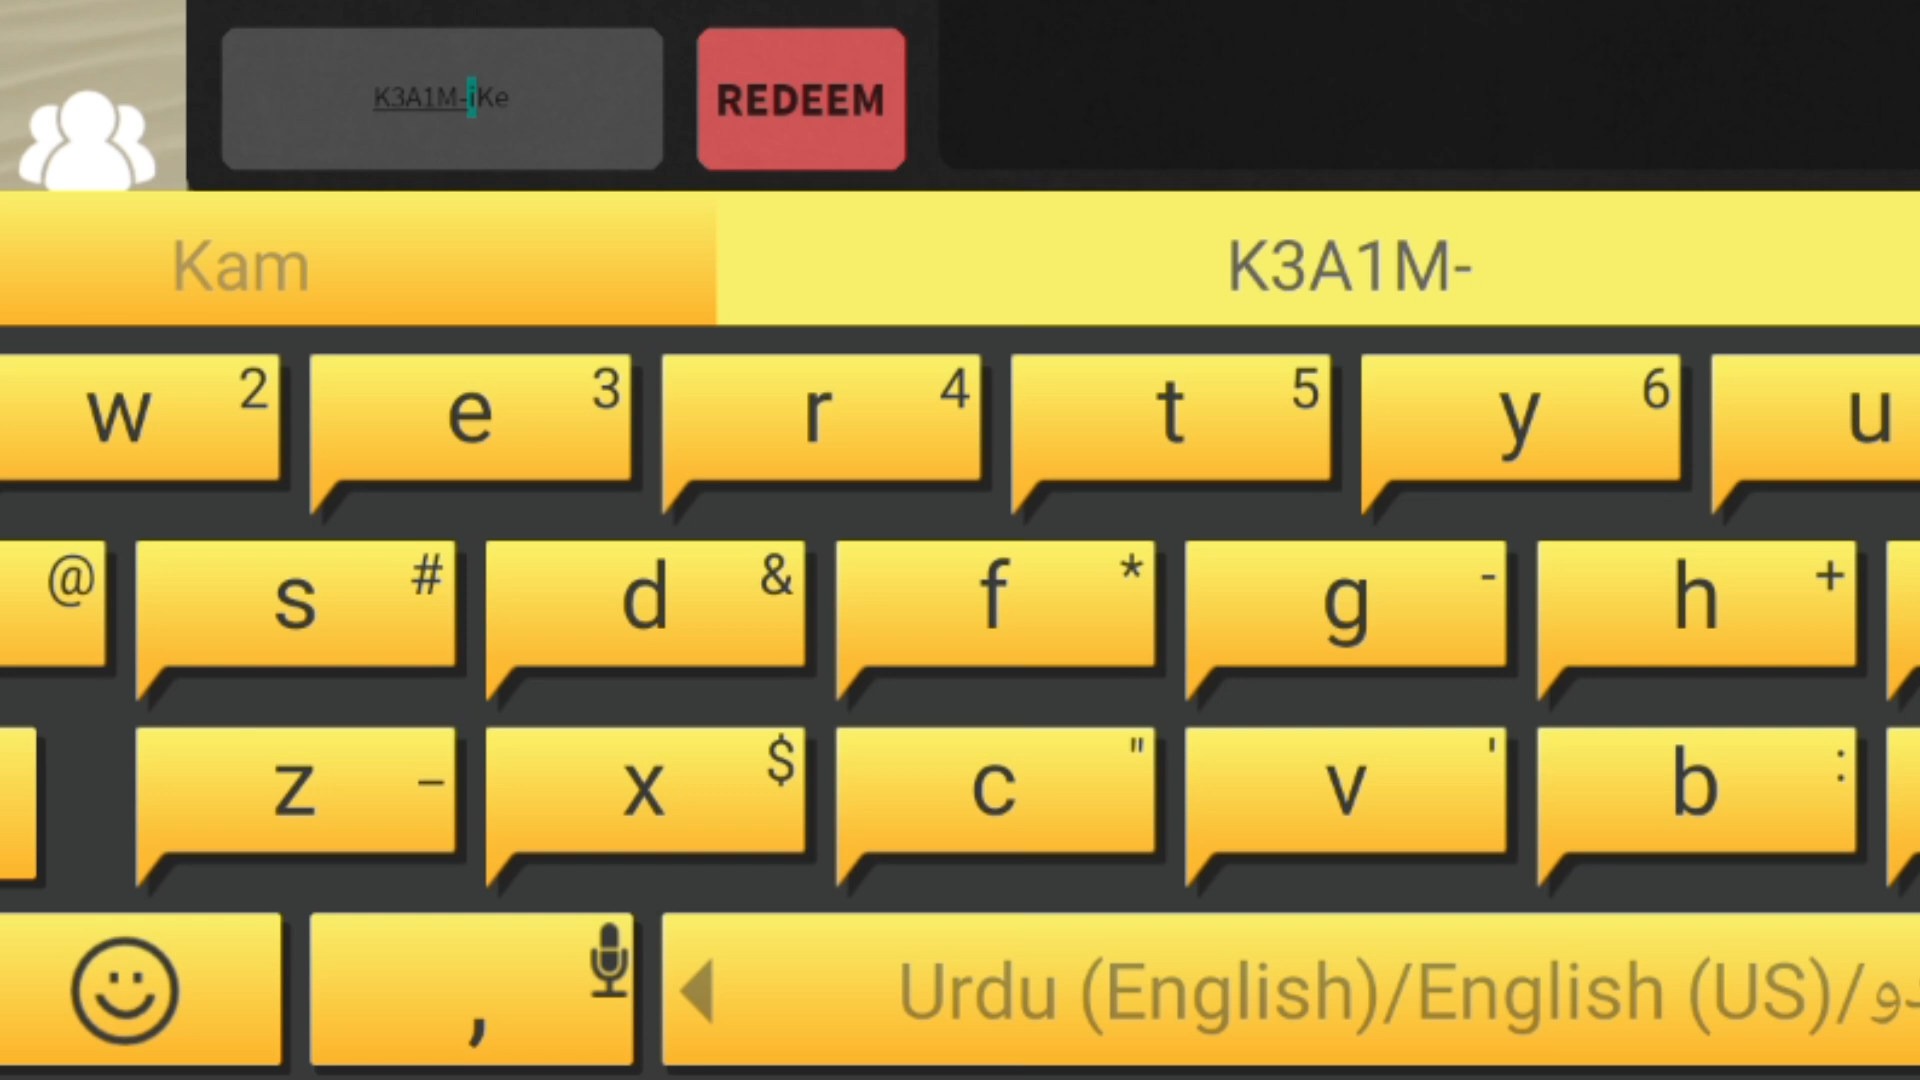 K3A1M-iKe
REDEEM
Kam
K3A1M-
w 2 e 3 r 4 t 5 y 6 u
@ s # d & f * g - h +
z – x $ c " v ' b :
, Urdu (English)/English (US)/